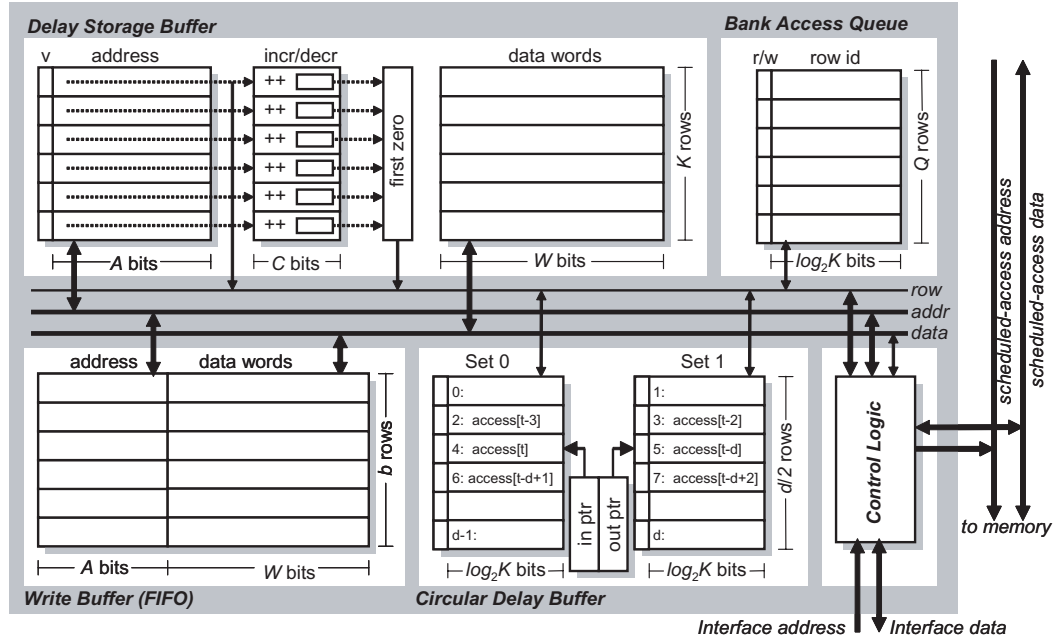 Delay Storage Buffer
v address incr/decr data words
++
++
++
++
++
++
first zero
K rows
A bits C bits W bits
Bank Access Queue
r/w row id
Q rows
log2K bits
row
addr
data
scheduled-access address
scheduled-access data
to memory
address data words
b rows
A bits W bits
Write Buffer (FIFO)
Set 0 Set 1
0: 1:
2: access[t-3] 3: access[t-2]
4: access[t] 5: access[t-d]
6: access[t-d+1] 7: access[t-d+2]
d-1: d:
in ptr
out ptr
d/2 rows
log2K bits log2K bits
Circular Delay Buffer
Control Logic
Interface address Interface data